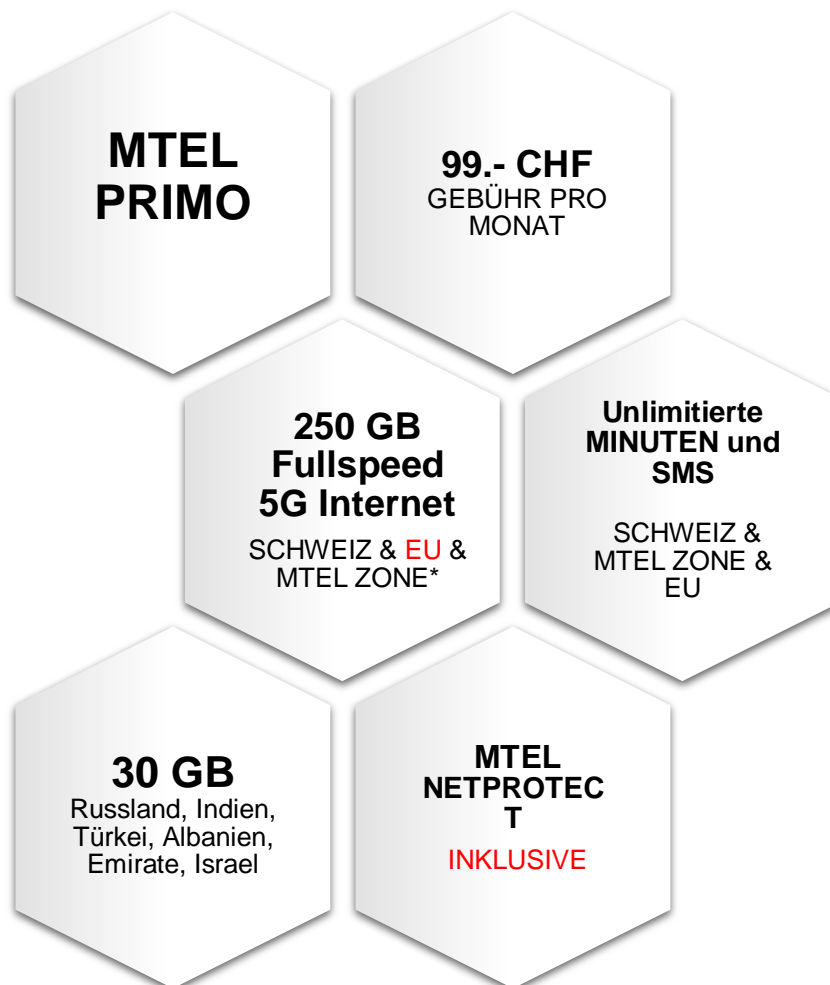 MTEL
PRIMO
99.- CHF
GEBÜHR PRO
MONAT
250 GB
Fullspeed
5G Internet
SCHWEIZ & EU &
MTEL ZONE*
Unlimitierte
MINUTEN und
SMS
SCHWEIZ &
MTEL ZONE &
EU
30 GB
Russland, Indien,
Türkei, Albanien,
Emirate, Israel
MTEL
NETPROTEC
T
INKLUSIVE